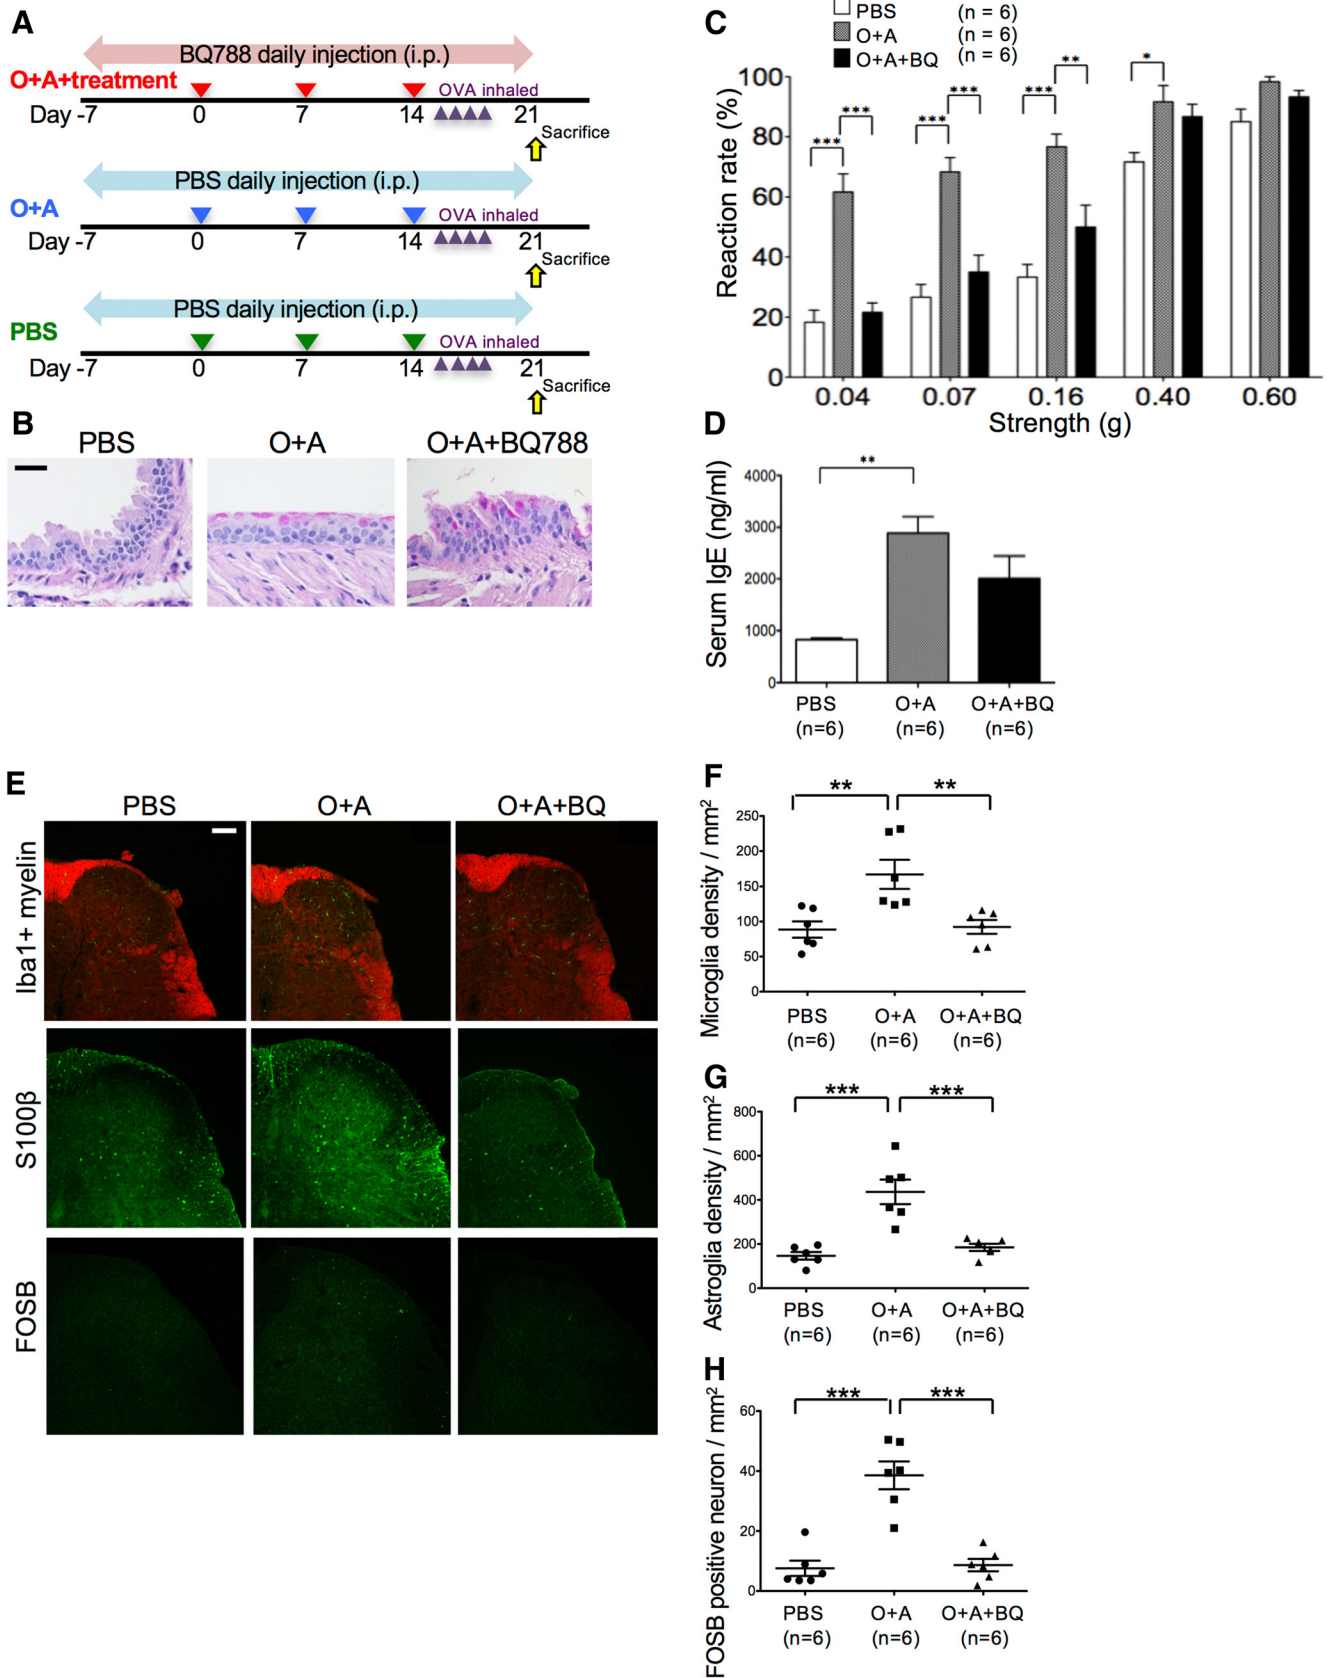 A
BQ788 daily injection (i.p.)
O+A+treatment
OVA inhaled
Day -7 0 7 14 21
Sacrifice
PBS daily injection (i.p.)
O+A
OVA inhaled
Day -7 0 7 14 21
Sacrifice
PBS daily injection (i.p.)
PBS
OVA inhaled
Day -7 0 7 14 21
Sacrifice
B
PBS O+A O+A+BQ788
C
PBS (n = 6)
O+A (n = 6)
O+A+BQ (n = 6)
Reaction rate (%)
100
80
60
40
20
0
*** *** *** *** *** ** *
0.04 0.07 0.16 0.40 0.60
Strength (g)
D
Serum IgE (ng/ml)
4000
3000
2000
1000
0
**
PBS O+A O+A+BQ
(n=6) (n=6) (n=6)
E
PBS O+A O+A+BQ
Iba1+ myelin
S100β
FOSB
F
Microglia density / mm²
250
200
150
100
50
0
** **
PBS O+A O+A+BQ
(n=6) (n=6) (n=6)
G
Astroglia density / mm²
800
600
400
200
0
*** ***
PBS O+A O+A+BQ
(n=6) (n=6) (n=6)
H
FOSB positive neuron / mm²
60
40
20
0
*** ***
PBS O+A O+A+BQ
(n=6) (n=6) (n=6)